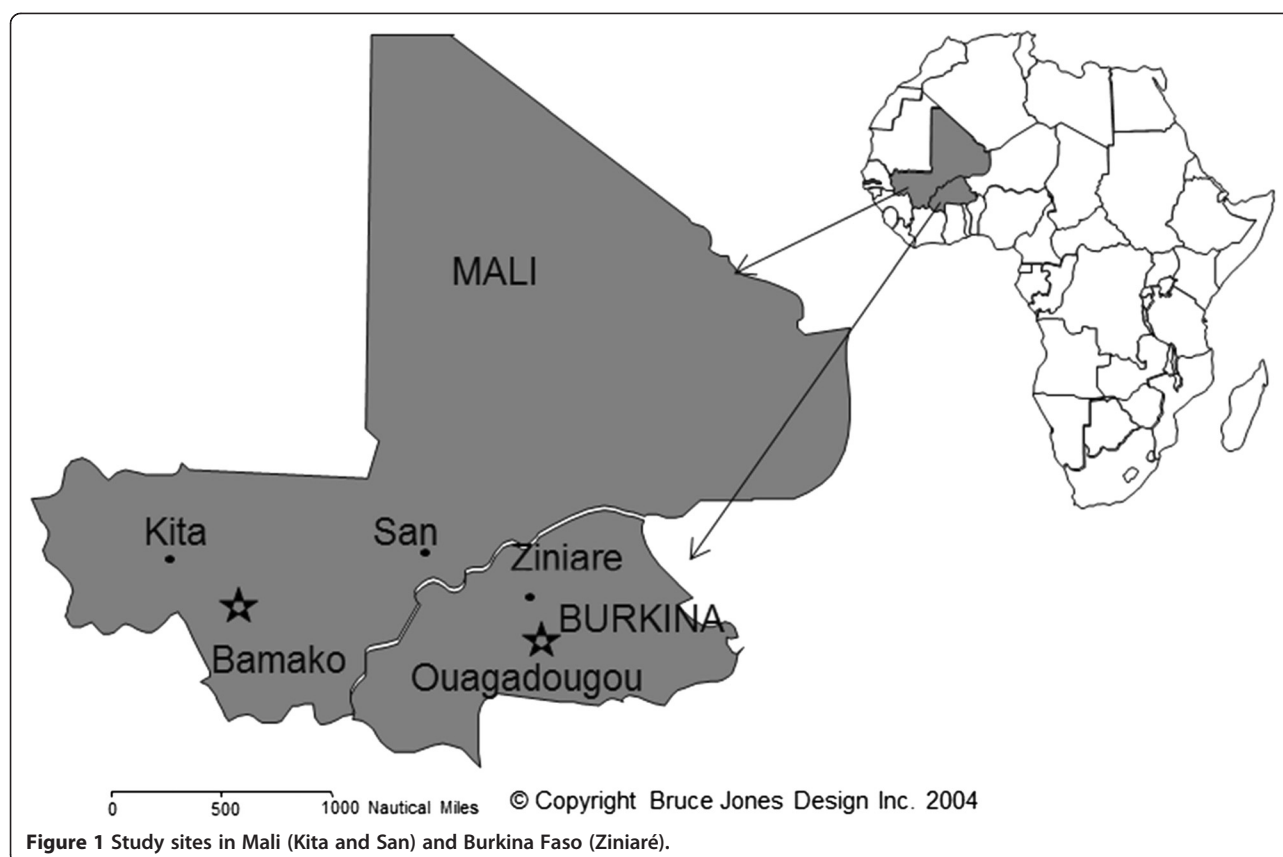 MALI
Kita
San
Ziniare
BURKINA
Bamako
Ouagadougou
0 500 1000 Nautical Miles © Copyright Bruce Jones Design Inc. 2004
Figure 1 Study sites in Mali (Kita and San) and Burkina Faso (Ziniaré).